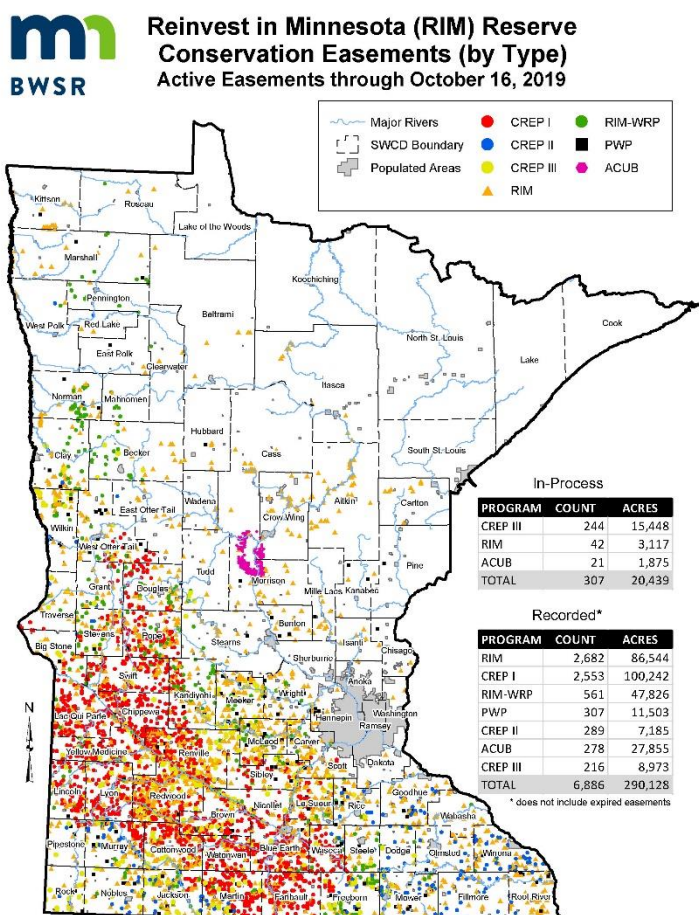 Reinvest in Minnesota (RIM) Reserve
Conservation Easements (by Type)
Active Easements through October 16, 2019
BWSR
Major Rivers
SWCD Boundary
Populated Areas
CREP I
CREP II
CREP III
RIM
RIM-WRP
PWP
ACUB
Kittson
Roseau
Lake of the Woods
Marshall
Koochiching
Pennington
Beltrami
Cook
West Polk
Red Lake
North St. Louis
Lake
East Polk
Clearwater
Itasca
Norman
Mahnomen
Hubbard
Cass
South St. Louis
Clay
Becker
Wadena
Aitkin
Carlton
East Otter Tail
Crow Wing
Wilkin
West Otter Tail
Todd
Pine
Grant
Douglas
Morrison
Mille Lacs
Kanabec
Traverse
Benton
Stevens
Pope
Stearns
Isanti
Big Stone
Chisago
Sherburne
Swift
Anoka
Kandiyohi
Meeker
Wright
Washington
Lac Qui Parle
Chippewa
Hennepin
Ramsey
McLeod
Carver
Yellow Medicine
Renville
Scott
Dakota
Sibley
Lincoln
Lyon
Redwood
Goodhue
Nicollet
Le Sueur
Rice
Brown
Wabasha
Pipestone
Murray
Cottonwood
Watonwan
Blue Earth
Waseca
Steele
Dodge
Olmsted
Winona
Rock
Nobles
Jackson
Martin
Faribault
Freeborn
Mower
Fillmore
Root River
N
In-Process
PROGRAM COUNT ACRES
CREP III 244 15,448
RIM 42 3,117
ACUB 21 1,875
TOTAL 307 20,439
Recorded*
PROGRAM COUNT ACRES
RIM 2,682 86,544
CREP I 2,553 100,242
RIM-WRP 561 47,826
PWP 307 11,503
CREP II 289 7,185
ACUB 278 27,855
CREP III 216 8,973
TOTAL 6,886 290,128
* does not include expired easements